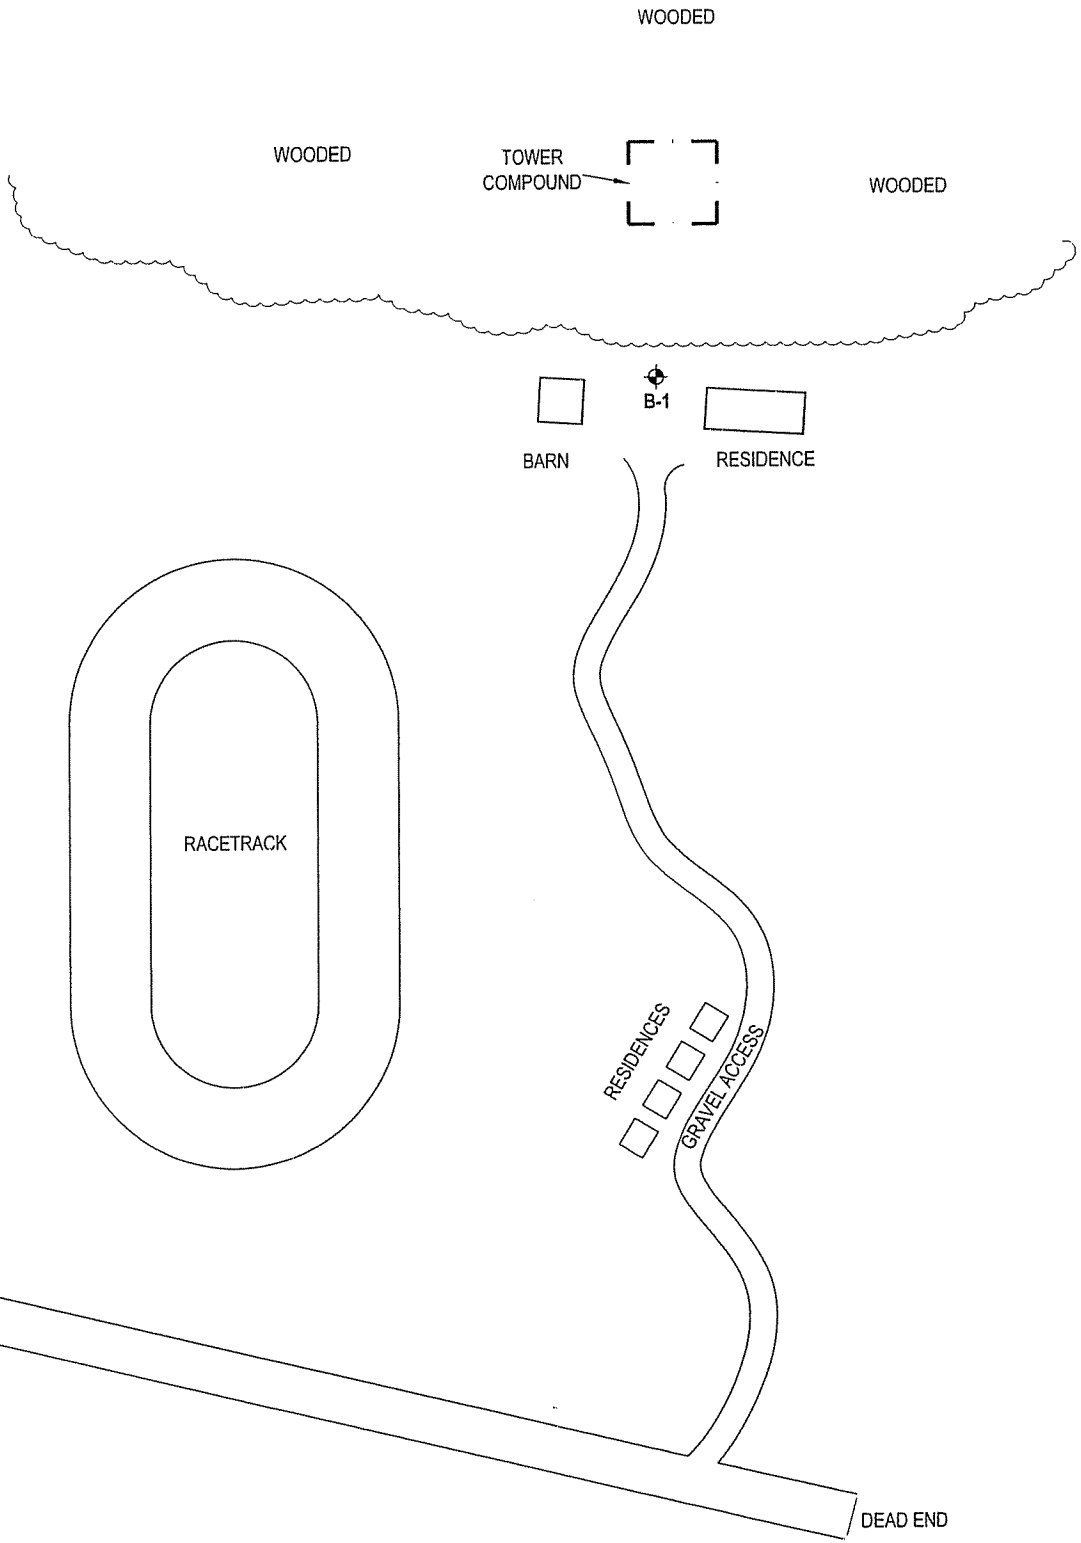 WOODED
WOODED
TOWER
COMPOUND
WOODED
B-1
BARN
RESIDENCE
RACETRACK
RESIDENCES
GRAVEL ACCESS
DEAD END